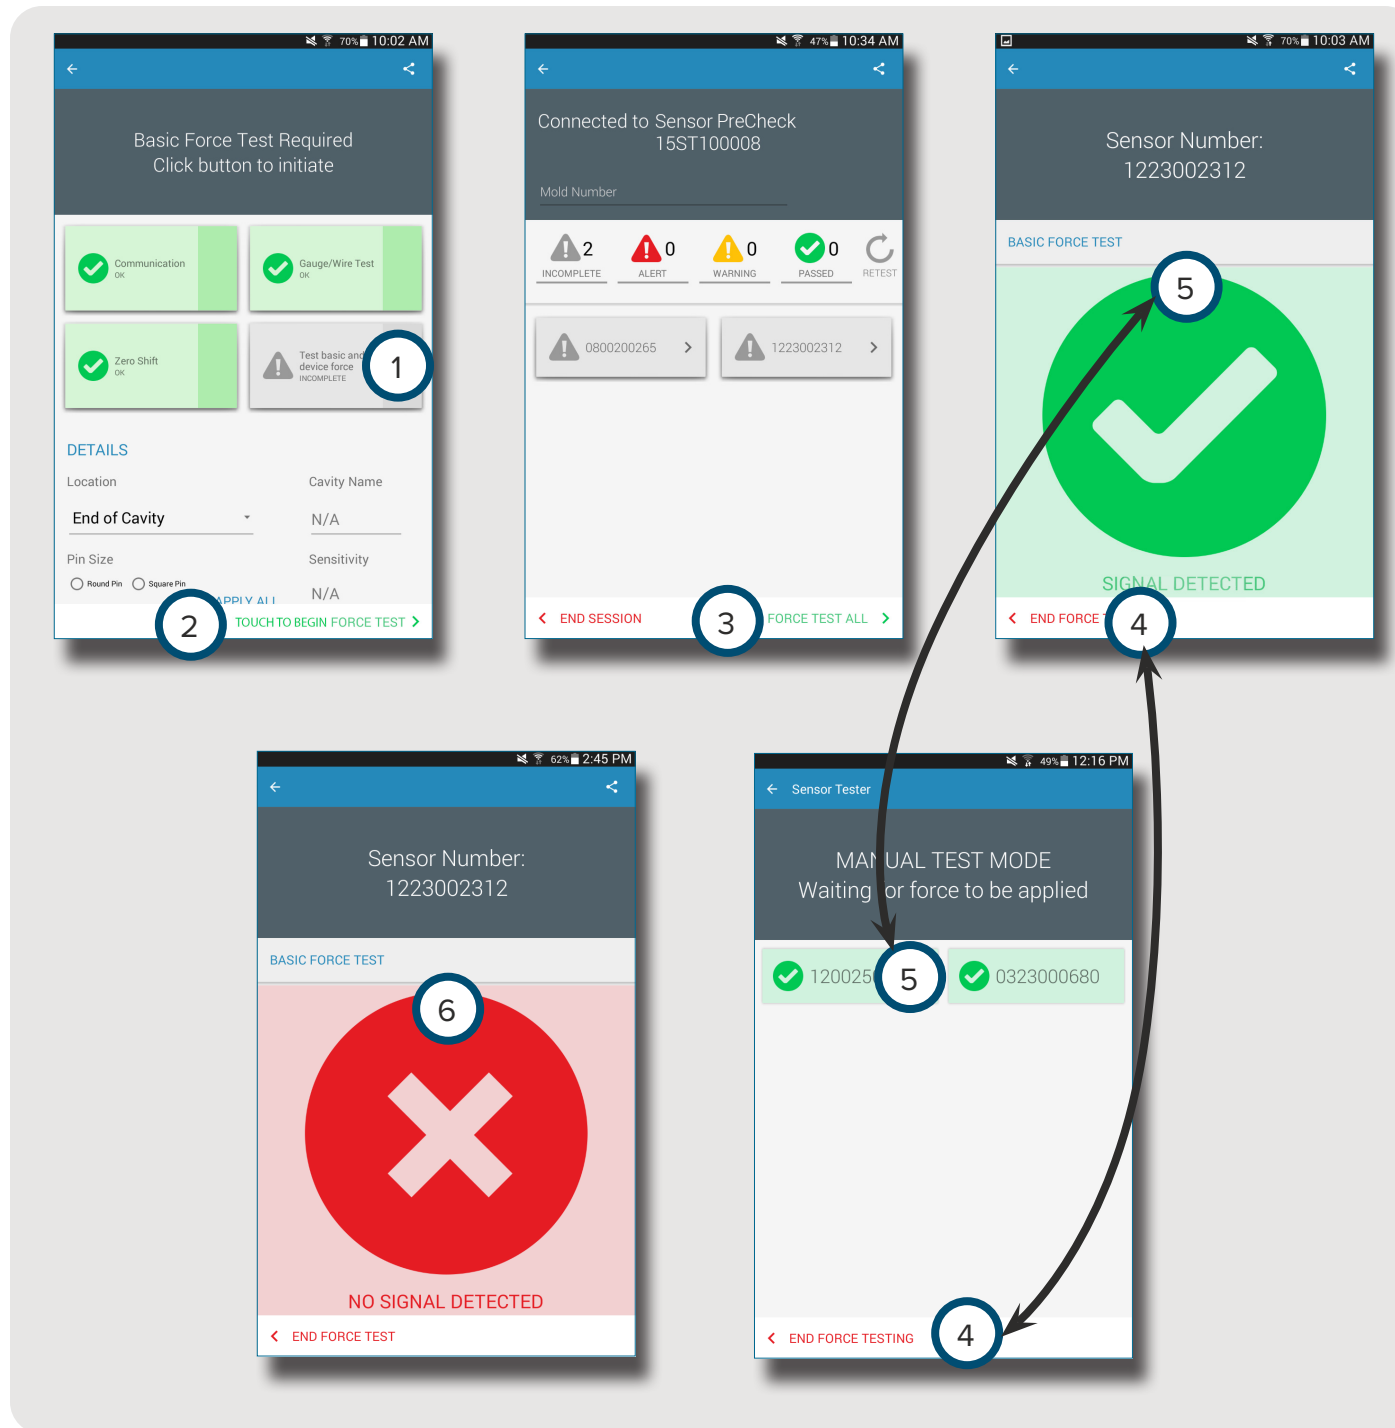 70% 10:02 AM
Basic Force Test Required
Click button to initiate
Communication
OK
Gauge/Wire Test
OK
Zero Shift
OK
Test basic and
device force
INCOMPLETE
1
DETAILS
Location
Cavity Name
End of Cavity
N/A
Pin Size
Sensitivity
Round Pin
Square Pin
N/A
APPLY ALL
2
TOUCH TO BEGIN FORCE TEST
47% 10:34 AM
Connected to Sensor PreCheck
15ST100008
Mold Number
2
INCOMPLETE
0
ALERT
0
WARNING
0
PASSED
RETEST
0800200265
1223002312
END SESSION
3
FORCE TEST ALL
70% 10:03 AM
Sensor Number:
1223002312
BASIC FORCE TEST
5
SIGNAL DETECTED
END FORCE
4
62% 2:45 PM
Sensor Number:
1223002312
BASIC FORCE TEST
6
NO SIGNAL DETECTED
END FORCE TEST
49% 12:16 PM
Sensor Tester
MANUAL TEST MODE
Waiting for force to be applied
5
0323000680
END FORCE TESTING
4